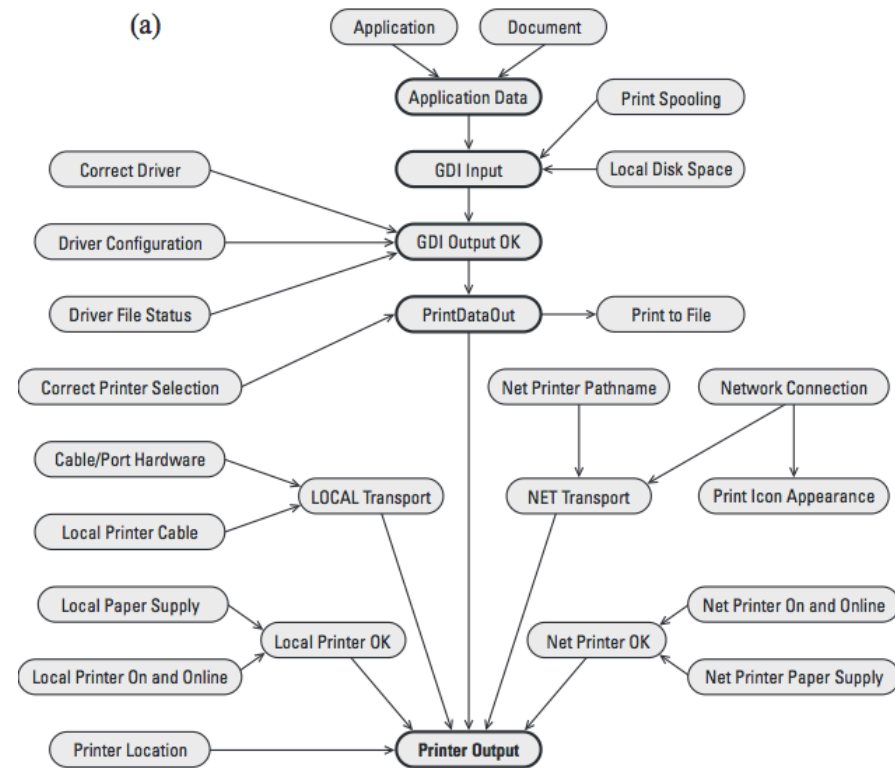 (a)
Application
Document
Application Data
Print Spooling
Correct Driver
GDI Input
Local Disk Space
Driver Configuration
GDI Output OK
Driver File Status
PrintDataOut
Print to File
Correct Printer Selection
Net Printer Pathname
Network Connection
Cable/Port Hardware
LOCAL Transport
NET Transport
Print Icon Appearance
Local Printer Cable
Local Paper Supply
Net Printer On and Online
Local Printer OK
Net Printer OK
Local Printer On and Online
Net Printer Paper Supply
Printer Location
Printer Output